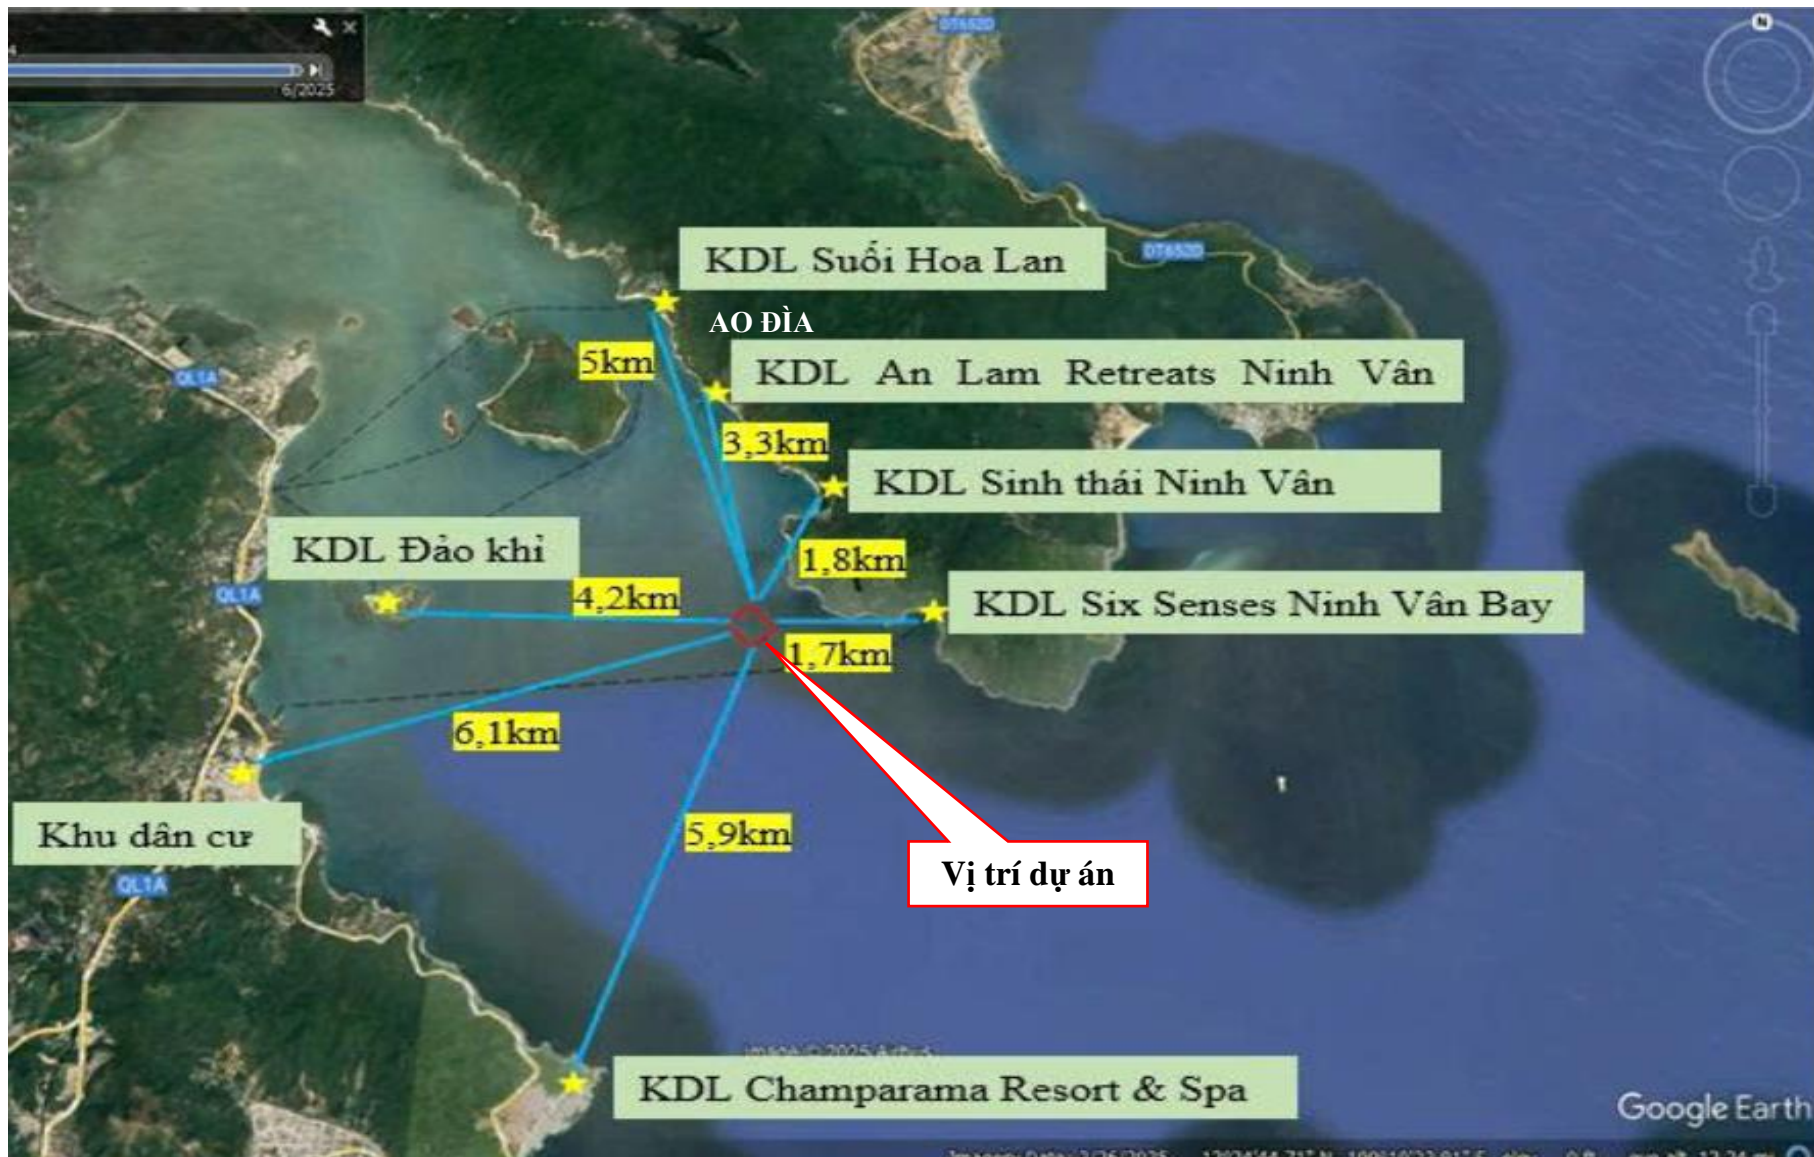 DT652D
N
6/2025
KDL Suối Hoa Lan
DT652D
AO ĐÌA
5km
KDL An Lam Retreats Ninh Vân
QL1A
3,3km
KDL Sinh thái Ninh Vân
KDL Đảo khỉ
1,8km
QL1A
4,2km
KDL Six Senses Ninh Vân Bay
1,7km
6,1km
Khu dân cư
5,9km
Vị trí dự án
QL1A
KDL Champarama Resort & Spa
Google Earth